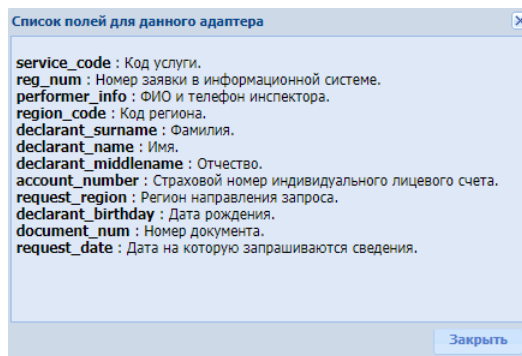 Список полей для данного адаптера
service_code : Код услуги.
reg_num : Номер заявки в информационной системе.
performer_info : ФИО и телефон инспектора.
region_code : Код региона.
declarant_surname : Фамилия.
declarant_name : Имя.
declarant_middlename : Отчество.
account_number : Страховой номер индивидуального лицевого счета.
request_region : Регион направления запроса.
declarant_birthday : Дата рождения.
document_num : Номер документа.
request_date : Дата на которую запрашиваются сведения.
Закрыть